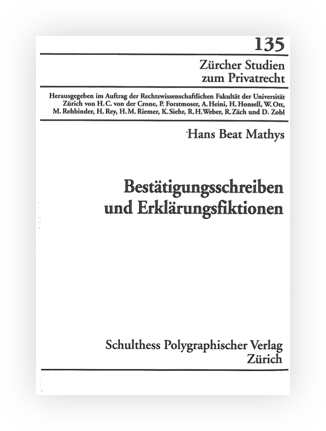 135
Zürcher Studien
zum Privatrecht
Herausgegeben im Auftrag der Rechtswissenschaftlichen Fakultät der Universität
Zürich von H. C. von der Crone, P. Forstmoser, A. Heini, H. Honsell, W. Ott,
M. Rehbinder, H. Rey, H. M. Riemer, K. Siehr, R. H. Weber, R. Zäch und D. Zobl
Hans Beat Mathys
Bestätigungsschreiben
und Erklärungsfiktionen
Schulthess Polygraphischer Verlag
Zürich